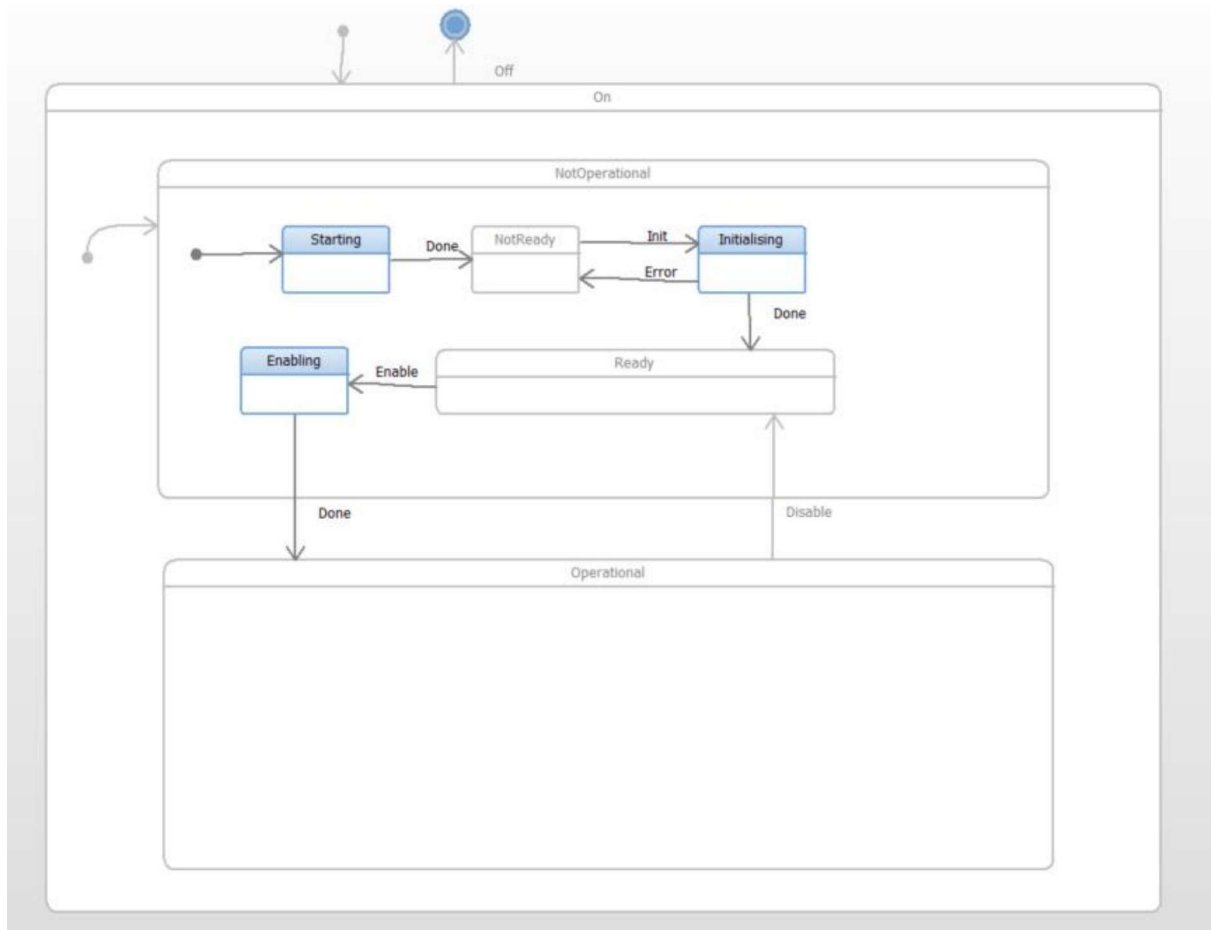 Off
On
NotOperational
Starting
Done
NotReady
Init
Initialising
Error
Done
Enabling
Enable
Ready
Done
Disable
Operational